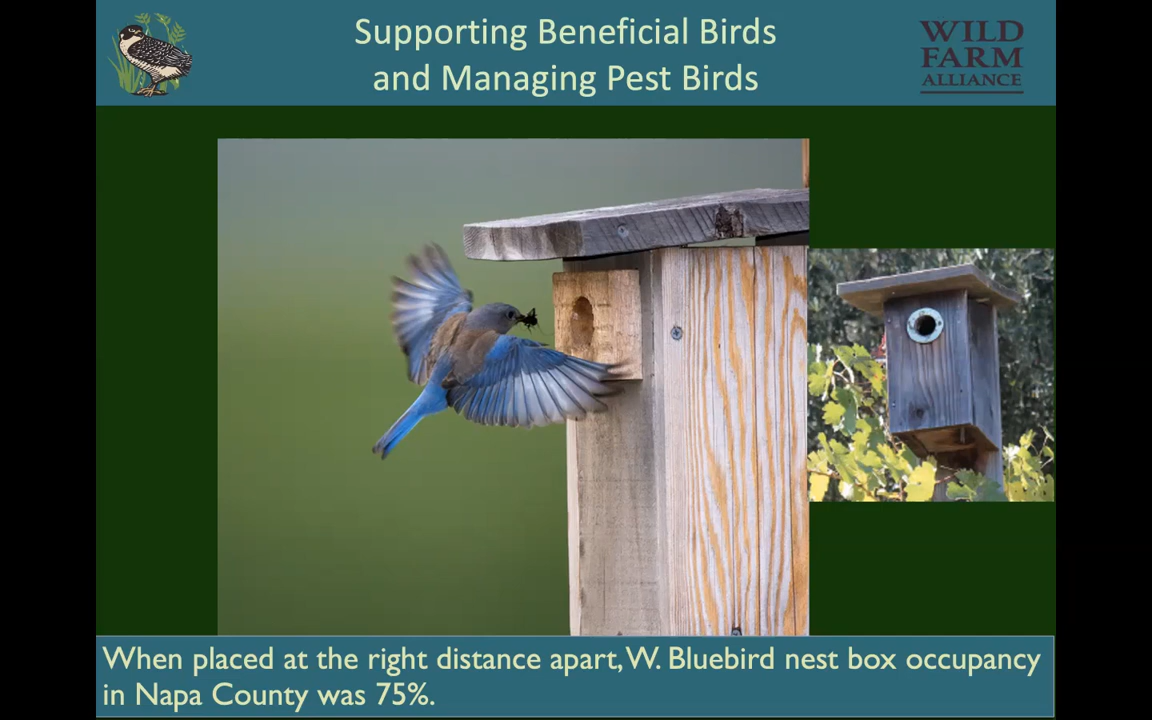 Supporting Beneficial Birds
and Managing Pest Birds
WILD
FARM
ALLIANCE
When placed at the right distance apart, W. Bluebird nest box occupancy
in Napa County was 75%.